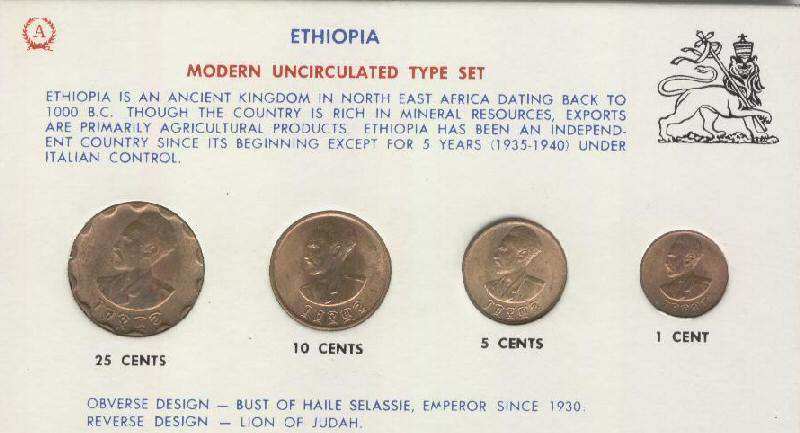 A
ETHIOPIA
MODERN UNCIRCULATED TYPE SET
ETHIOPIA IS AN ANCIENT KINGDOM IN NORTH EAST AFRICA DATING BACK TO
1000 B.C. THOUGH THE COUNTRY IS RICH IN MINERAL RESOURCES, EXPORTS
ARE PRIMARILY AGRICULTURAL PRODUCTS. ETHIOPIA HAS BEEN AN INDEPEND-
ENT COUNTRY SINCE ITS BEGINNING EXCEPT FOR 5 YEARS (1935-1940) UNDER
ITALIAN CONTROL.
25 CENTS
10 CENTS
5 CENTS
1 CENT
OBVERSE DESIGN — BUST OF HAILE SELASSIE, EMPEROR SINCE 1930.
REVERSE DESIGN — LION OF JUDAH.